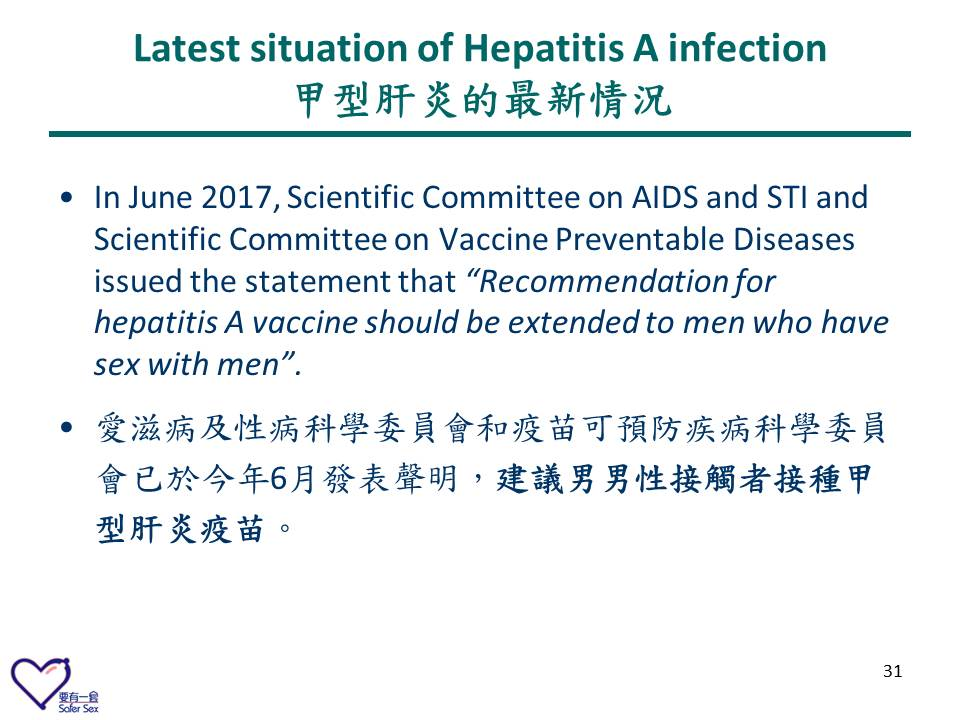 Latest situation of Hepatitis A infection
甲型肝炎的最新情況
• In June 2017, Scientific Committee on AIDS and STI and
Scientific Committee on Vaccine Preventable Diseases
issued the statement that “Recommendation for
hepatitis A vaccine should be extended to men who have
sex with men”.
• 愛滋病及性病科學委員會和疫苗可預防疾病科學委員
會已於今年6月發表聲明，建議男男性接觸者接種甲
型肝炎疫苗。
31
要有一套
Safer Sex